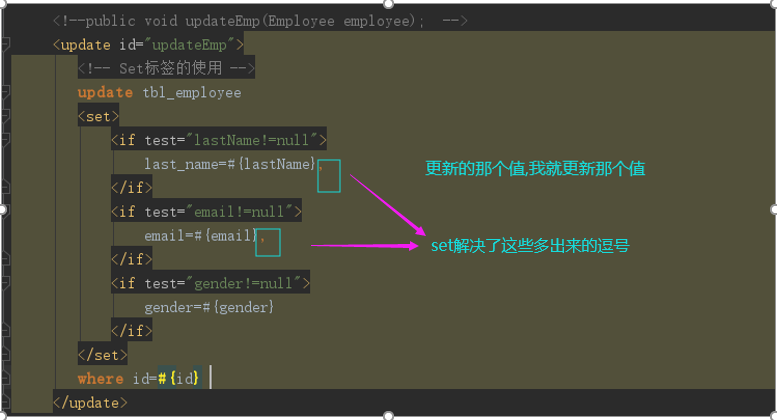 <!--public void updateEmp(Employee employee);  -->
<update id="updateEmp">
<!-- Set标签的使用 -->
update tbl_employee
<set>
<if test="lastName!=null">
last_name=#{lastName},
更新的那个值,我就更新那个值
</if>
<if test="email!=null">
email=#{email},
set解决了这些多出来的逗号
</if>
<if test="gender!=null">
gender=#{gender}
</if>
</set>
where id=#{id}
</update>